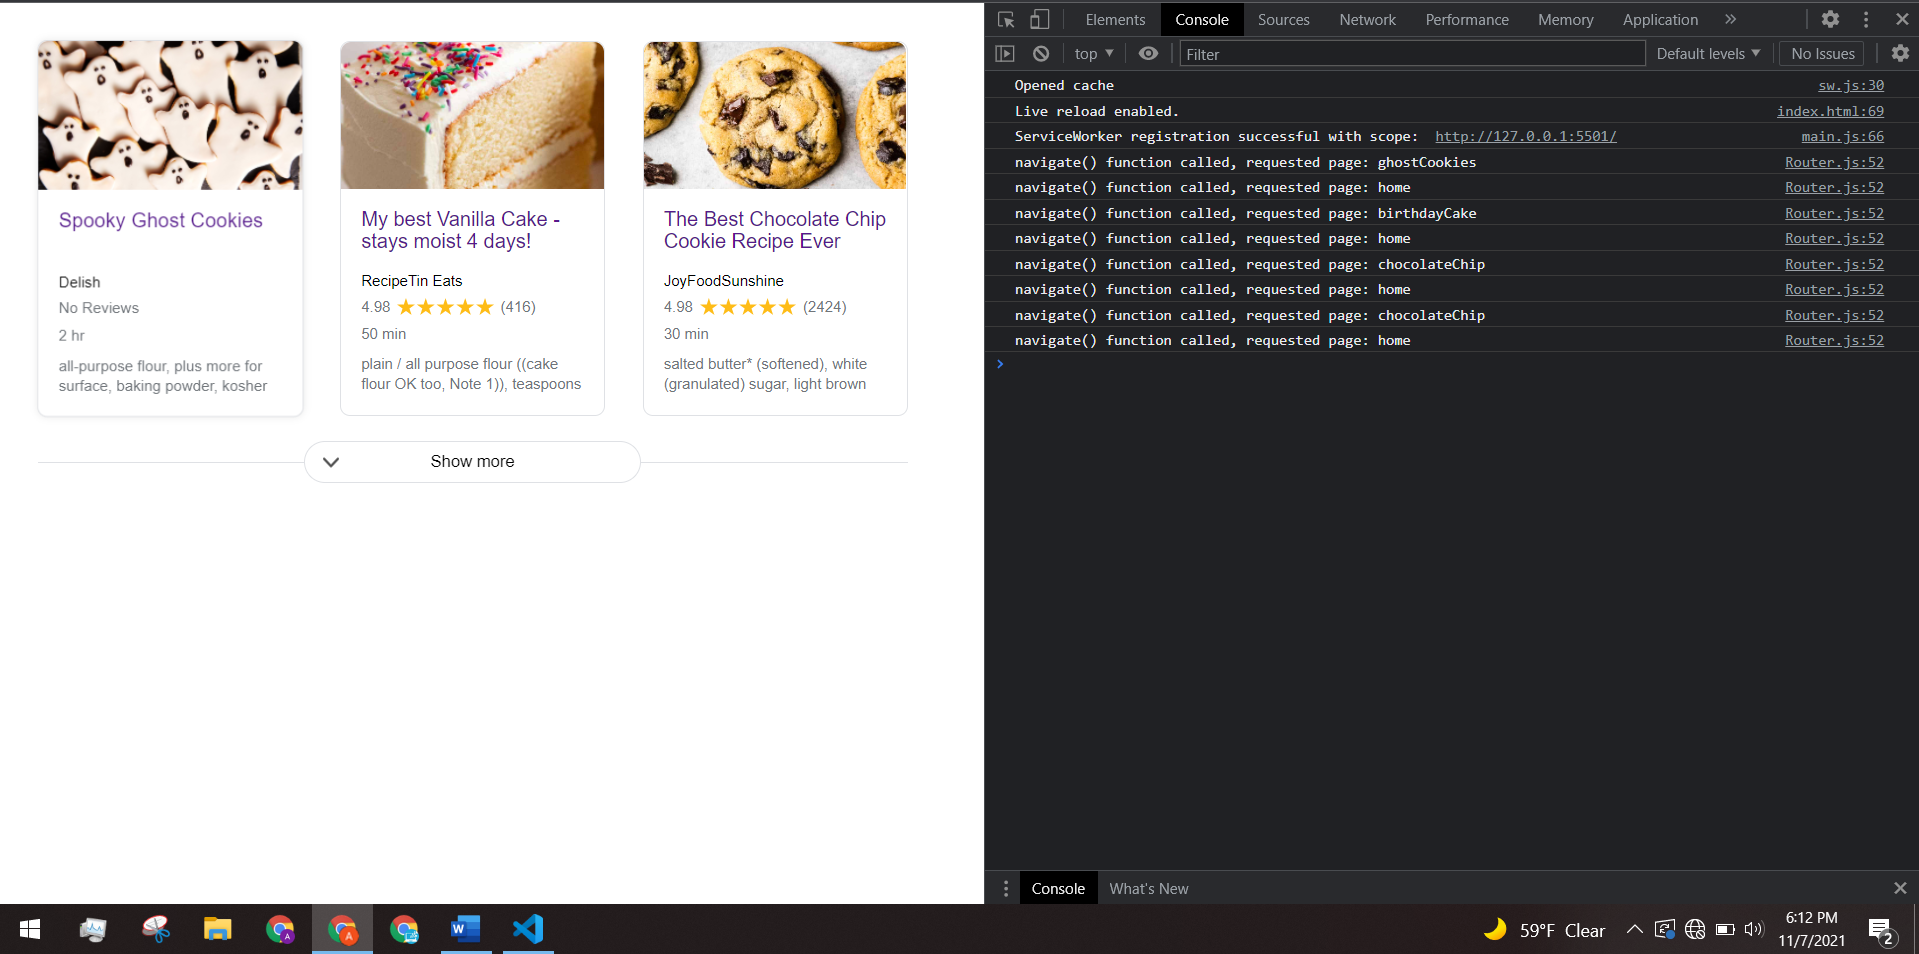 Spooky Ghost Cookies
Delish
No Reviews
2 hr
all-purpose flour, plus more for
surface, baking powder, kosher
My best Vanilla Cake -
stays moist 4 days!
RecipeTin Eats
4.98 ★★★★★ (416)
50 min
plain / all purpose flour ((cake
flour OK too, Note 1)), teaspoons
The Best Chocolate Chip
Cookie Recipe Ever
JoyFoodSunshine
4.98 ★★★★★ (2424)
30 min
salted butter* (softened), white
(granulated) sugar, light brown
Show more
Elements Console Sources Network Performance Memory Application »
top Filter Default levels No Issues
Opened cache sw.js:30
Live reload enabled. index.html:69
ServiceWorker registration successful with scope: http://127.0.0.1:5501/ main.js:66
navigate() function called, requested page: ghostCookies Router.js:52
navigate() function called, requested page: home Router.js:52
navigate() function called, requested page: birthdayCake Router.js:52
navigate() function called, requested page: home Router.js:52
navigate() function called, requested page: chocolateChip Router.js:52
navigate() function called, requested page: home Router.js:52
navigate() function called, requested page: chocolateChip Router.js:52
navigate() function called, requested page: home Router.js:52
Console What's New
A A W 59°F Clear 6:12 PM
11/7/2021
2